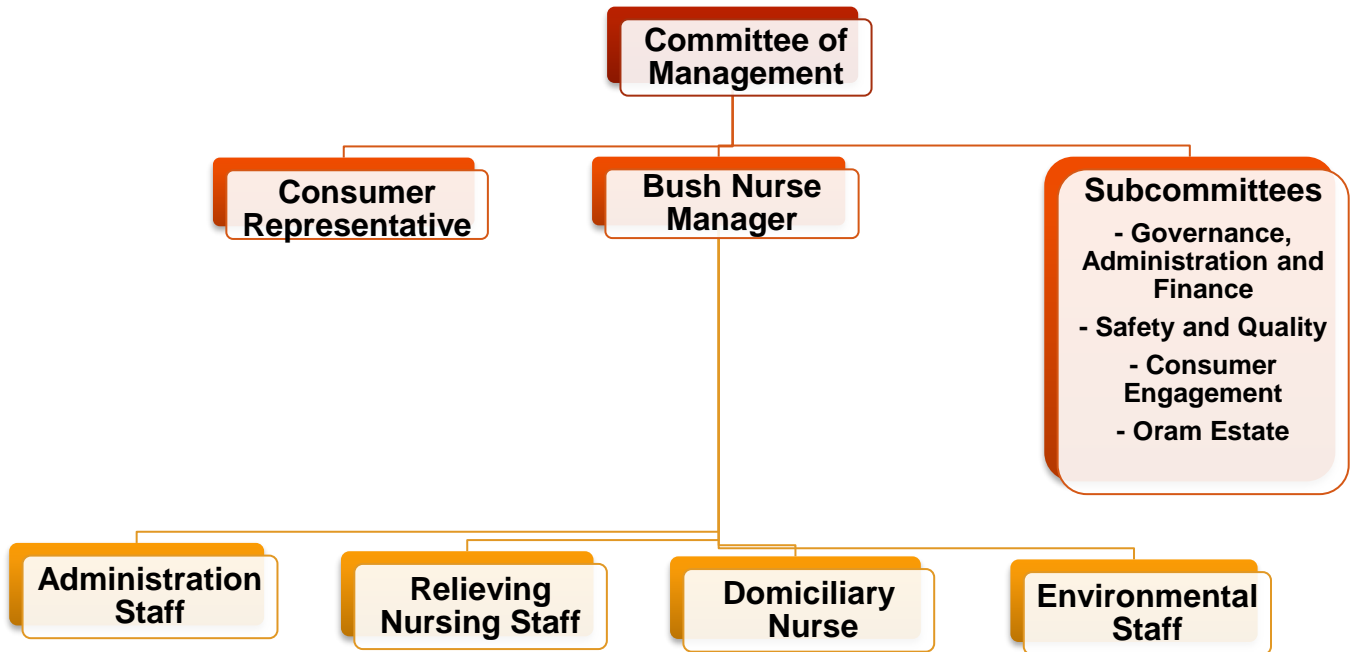 Committee of
Management
Consumer
Representative
Bush Nurse
Manager
Subcommittees
- Governance,
Administration and
Finance
- Safety and Quality
- Consumer
Engagement
- Oram Estate
Administration
Staff
Relieving
Nursing Staff
Domiciliary
Nurse
Environmental
Staff